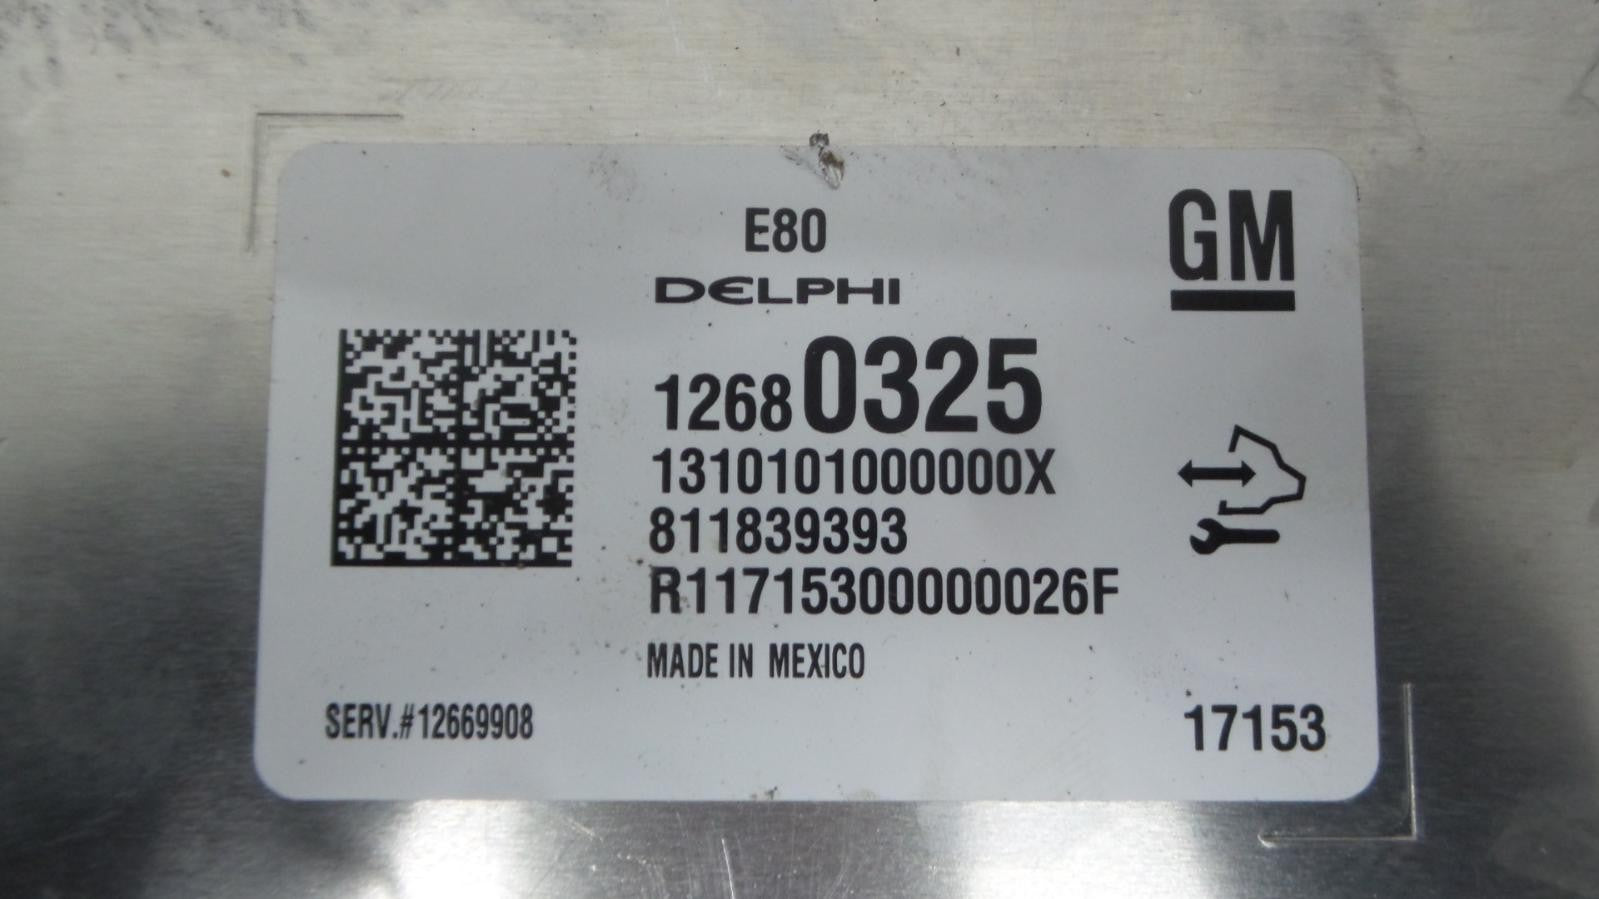 E80
DELPHI
GM
12680325
1310101000000X
811839393
R11715300000026F
MADE IN MEXICO
SERV.#12669908
17153